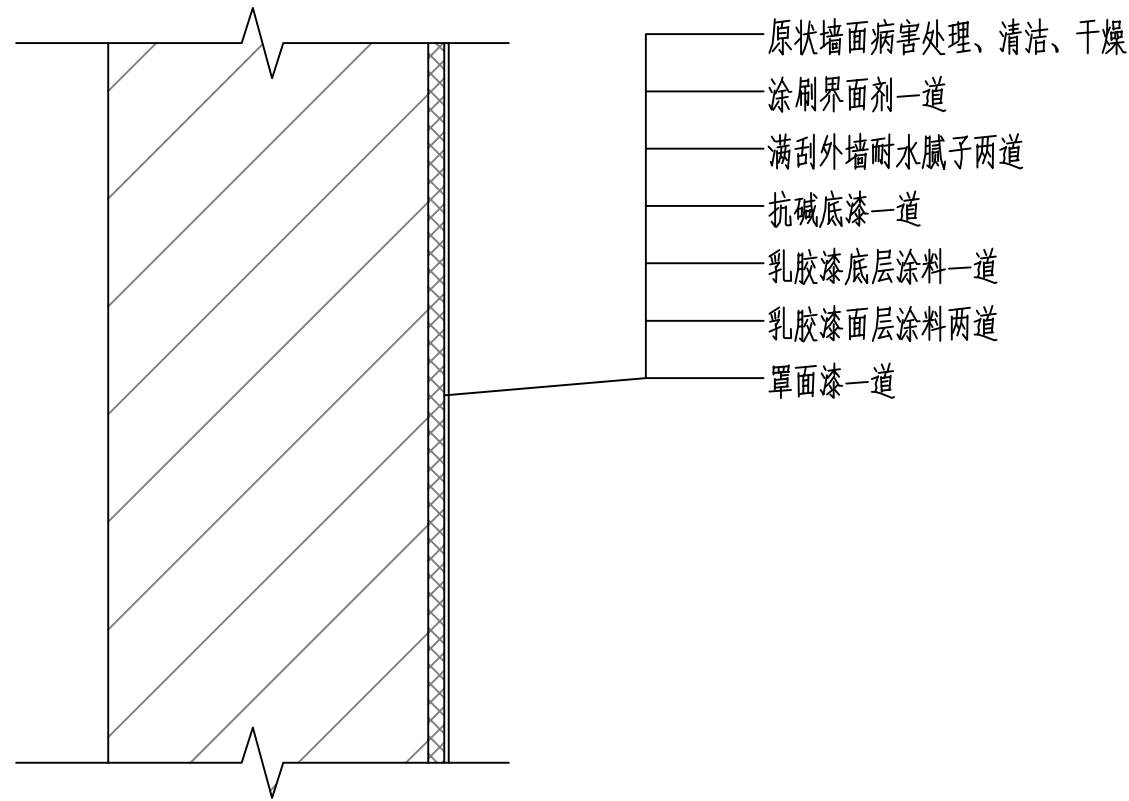 原状墙面病害处理、清洁、干燥
涂刷界面剂一道
满刮外墙耐水腻子两道
抗碱底漆一道
乳胶漆底层涂料一道
乳胶漆面层涂料两道
罩面漆一道